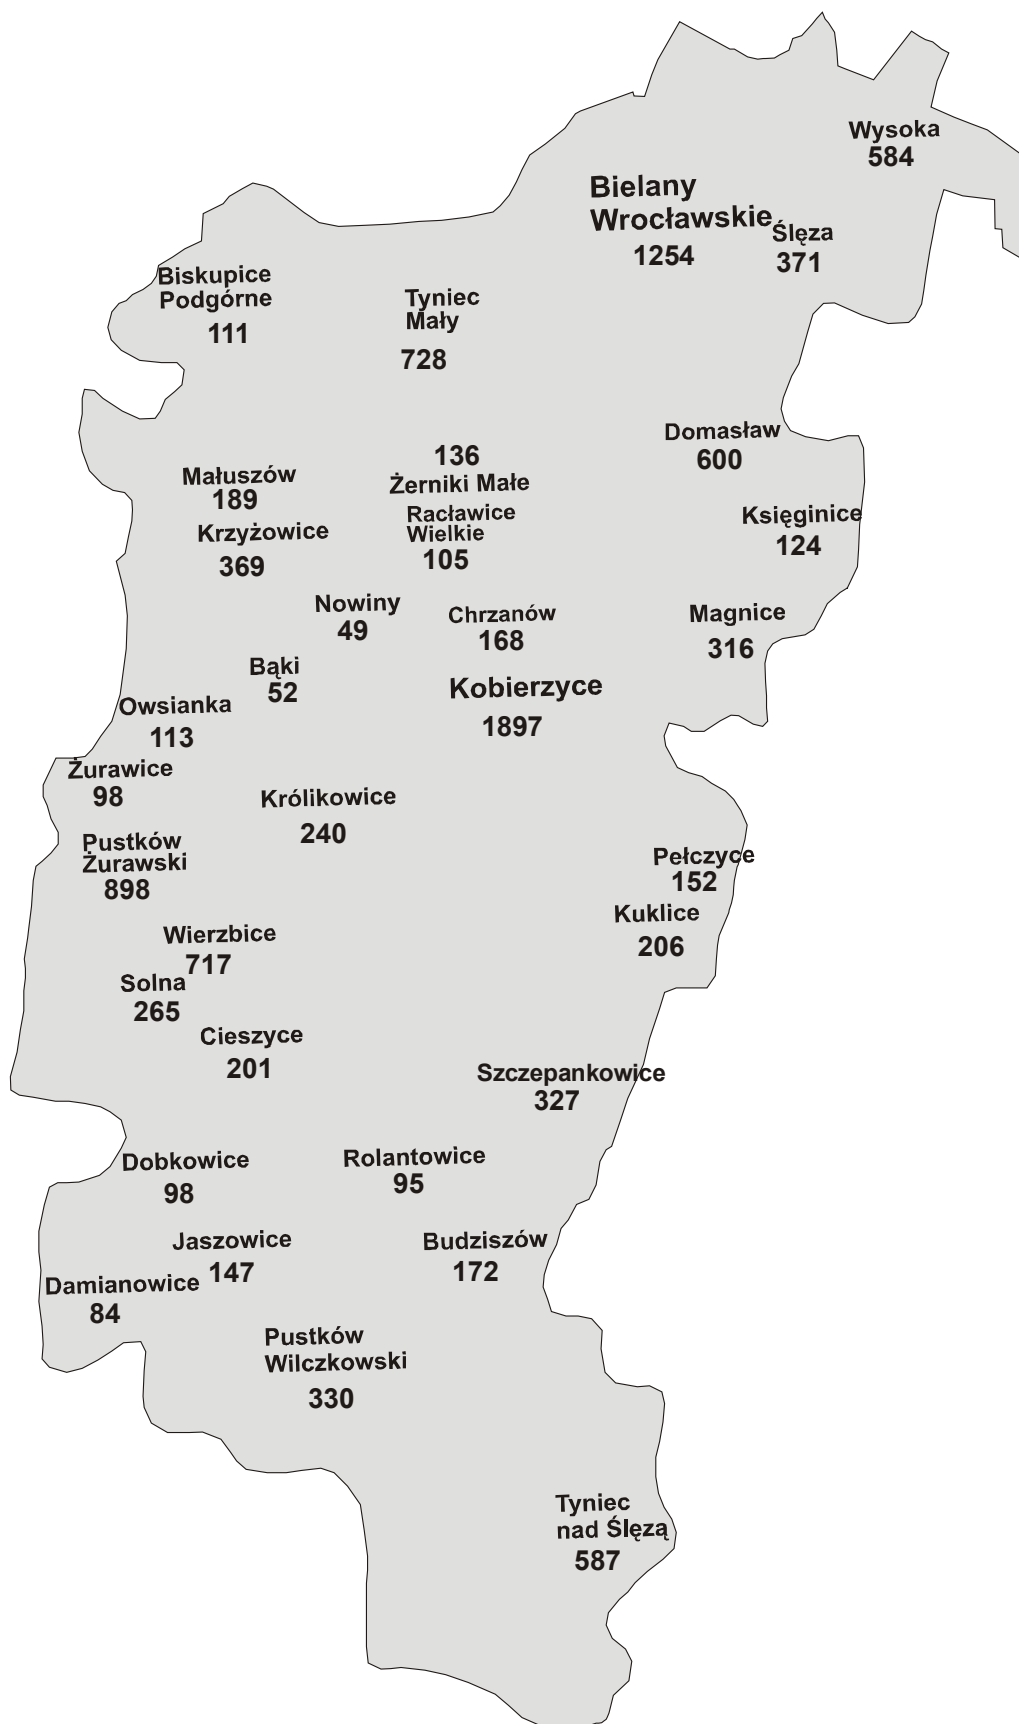 Wysoka
584
Bielany
Wrocławskie
1254
Ślęza
371
Biskupice
Podgórne
111
Tyniec
Mały
728
Domasław
600
136
Żerniki Małe
Małuszów
189
Racławice
Wielkie
105
Krzyżowice
369
Księginice
124
Nowiny
49
Chrzanów
168
Magnice
316
Bąki
52
Kobierzyce
1897
Owsianka
113
Żurawice
98
Królikowice
240
Pustków
Żurawski
898
Pełczyce
152
Kuklice
206
Wierzbice
717
Solna
265
Cieszyce
201
Szczepankowice
327
Dobkowice
98
Rolantowice
95
Jaszowice
147
Budziszów
172
Damianowice
84
Pustków
Wilczkowski
330
Tyniec
nad Ślęzą
587